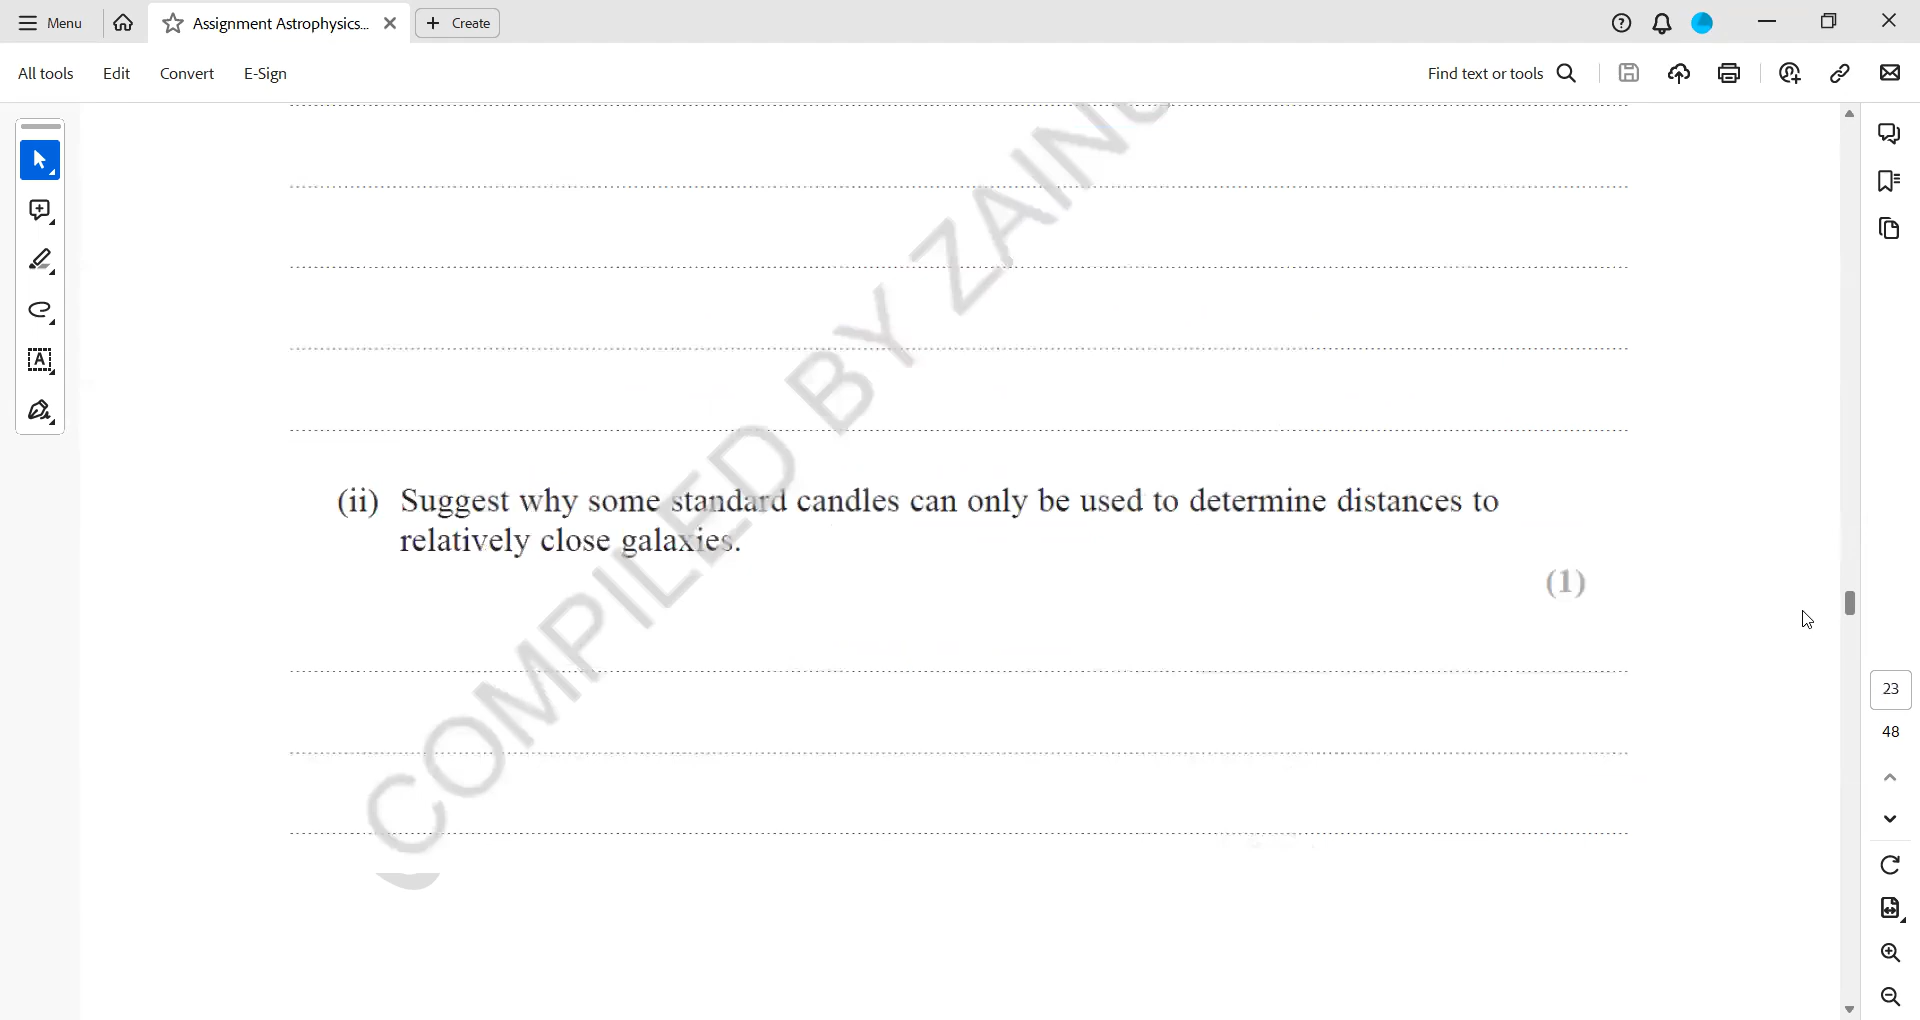 Menu
Assignment Astrophysics...
Create
All tools
Edit
Convert
E-Sign
Find text or tools
COMPILED BY ZAIN
(ii) Suggest why some standard candles can only be used to determine distances to
relatively close galaxies.
(1)
23
48